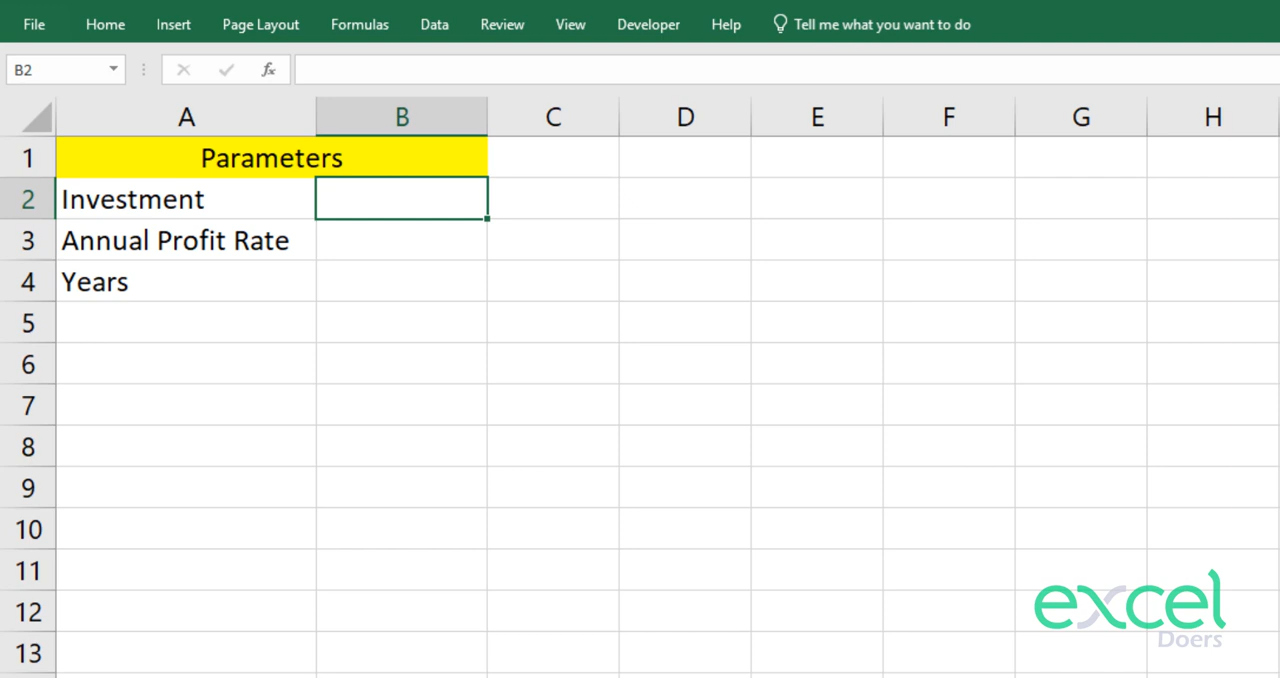 File Home Insert Page Layout Formulas Data Review View Developer Help Tell me what you want to do
B2 fx
A B C D E F G H
1 Parameters
2 Investment
3 Annual Profit Rate
4 Years
5
6
7
8
9
10
11
12
13
excel
Doers